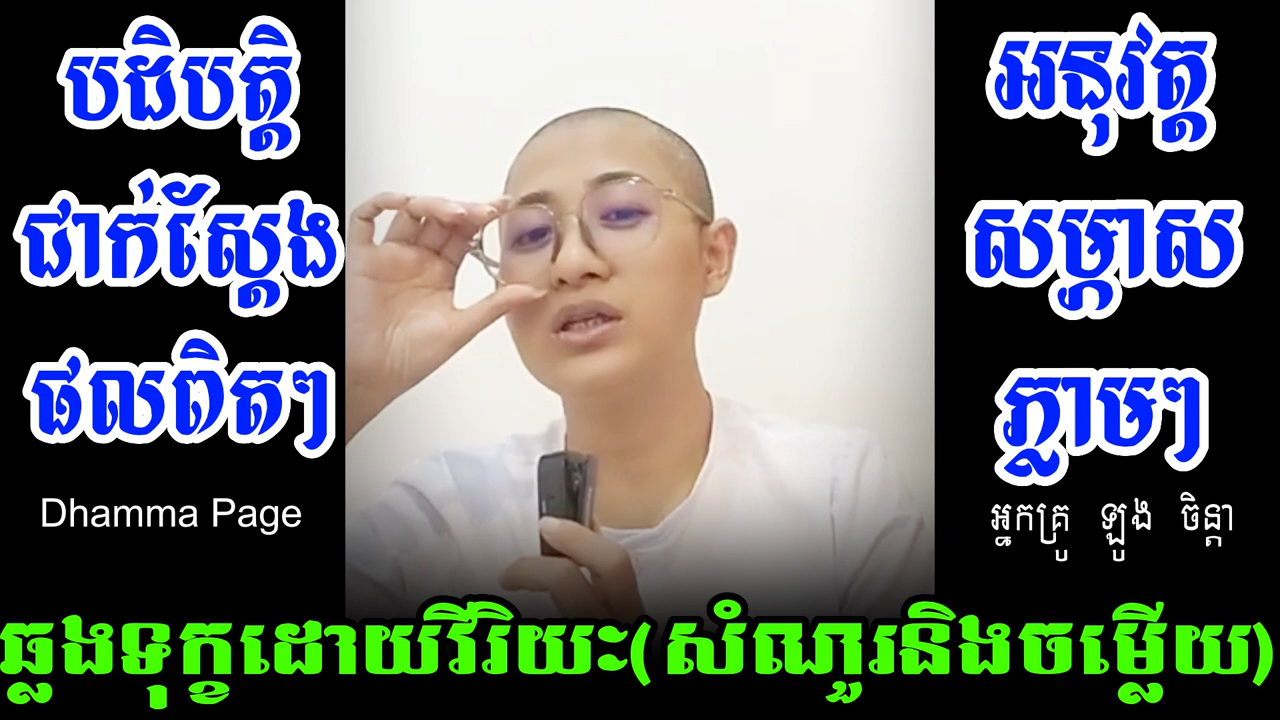 បដិបត្តិ
ជាក់ស្តែង
ផលពិតៗ
Dhamma Page
អនុវត្ត
សម្ភាស
ភ្លាមៗ
អ្នកគ្រូ ឡុង ចិន្តា
ឆ្លងទុក្ខដោយវីរិយៈ(សំណួរនិងចម្លើយ)